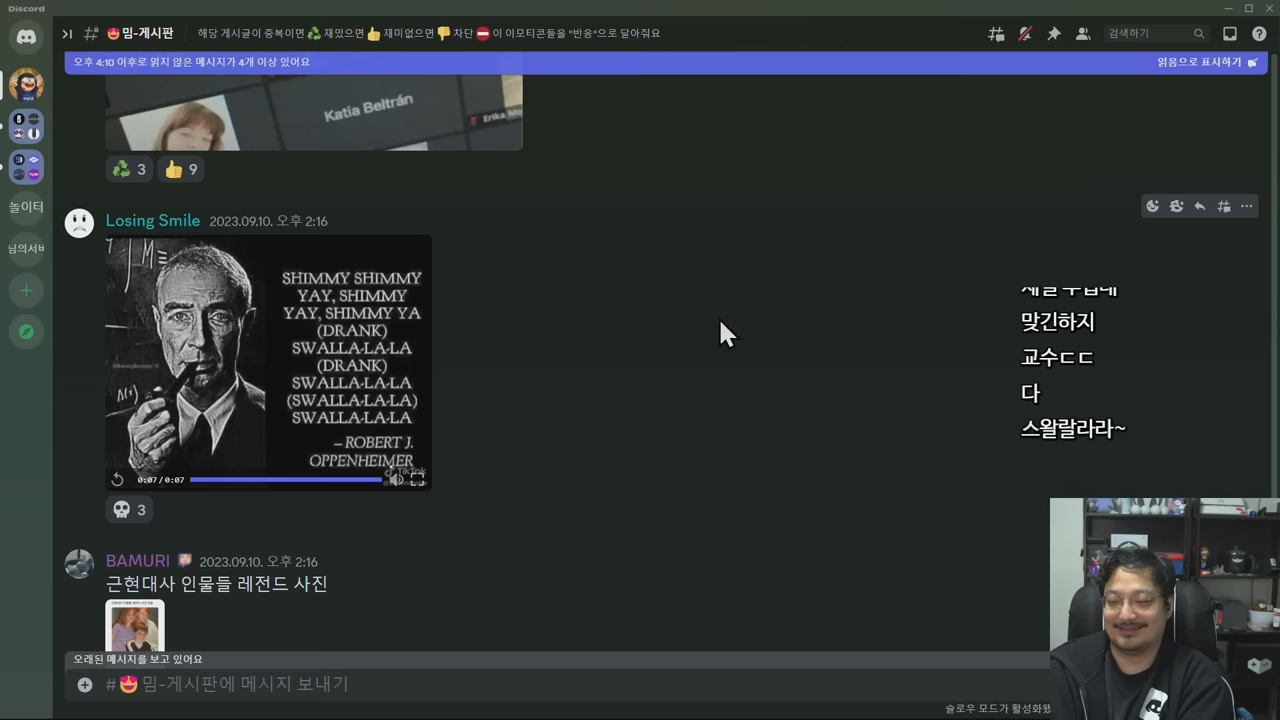 Discord
😍밈-게시판
해당 게시글이 중복이면♻️ 재밌으면👍 재미없으면👎 차단⛔ 이 이모티콘들을 "반응"으로 달아줘요
검색하기
오후 4:10 이후로 읽지 않은 메시지가 4개 이상 있어요
읽음으로 표시하기
Katia Beltrán
Erika Mo
3
9
놀이터
님의서버
Losing Smile 2023.09.10. 오후 2:16
SHIMMY SHIMMY
YAY, SHIMMY
YAY, SHIMMY YA
(DRANK)
SWALLA-LA-LA
(DRANK)
SWALLA-LA-LA
(SWALLA-LA-LA)
SWALLA-LA-LA
– ROBERT J.
OPPENHEIMER
TikTok
0:07/0:07
3
맞긴하지
교수ㄷㄷ
다
스왈랄라라~
BAMURI 2023.09.10. 오후 2:16
근현대사 인물들 레전드 사진
오래된 메시지를 보고 있어요
#😍밈-게시판에 메시지 보내기
슬로우 모드가 활성화됐